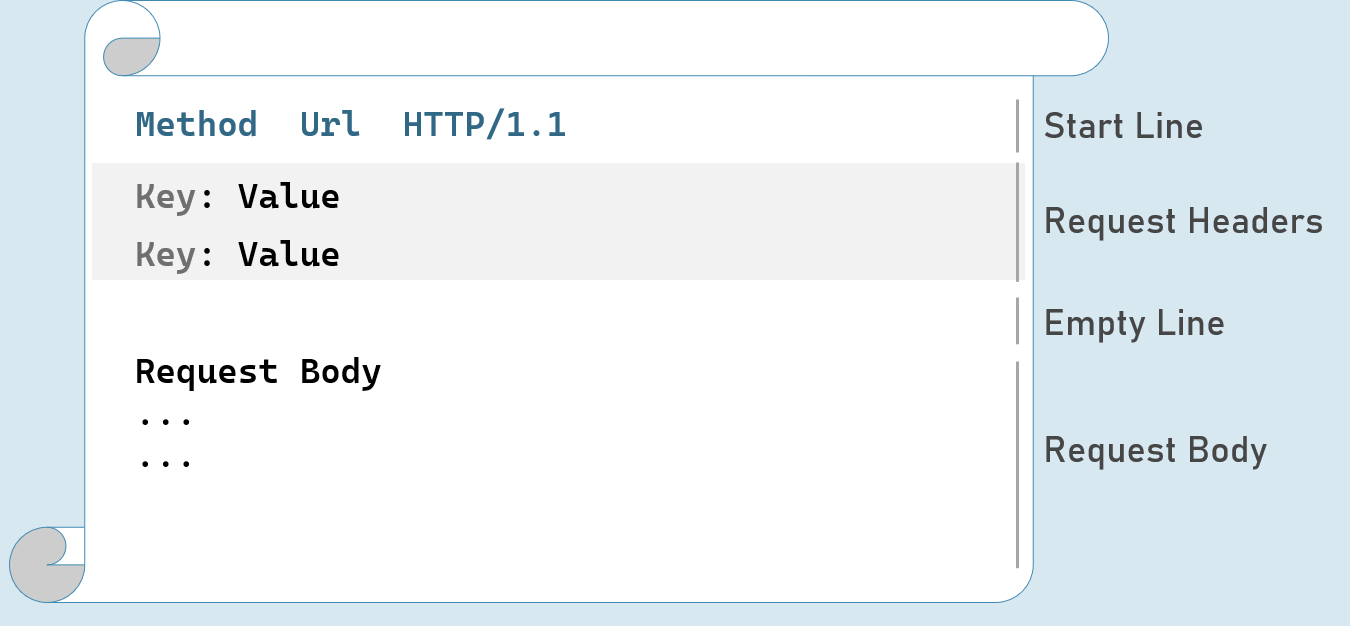 Method Url HTTP/1.1 Start Line
Key: Value
Request Headers
Key: Value
Empty Line
Request Body
...
Request Body
...